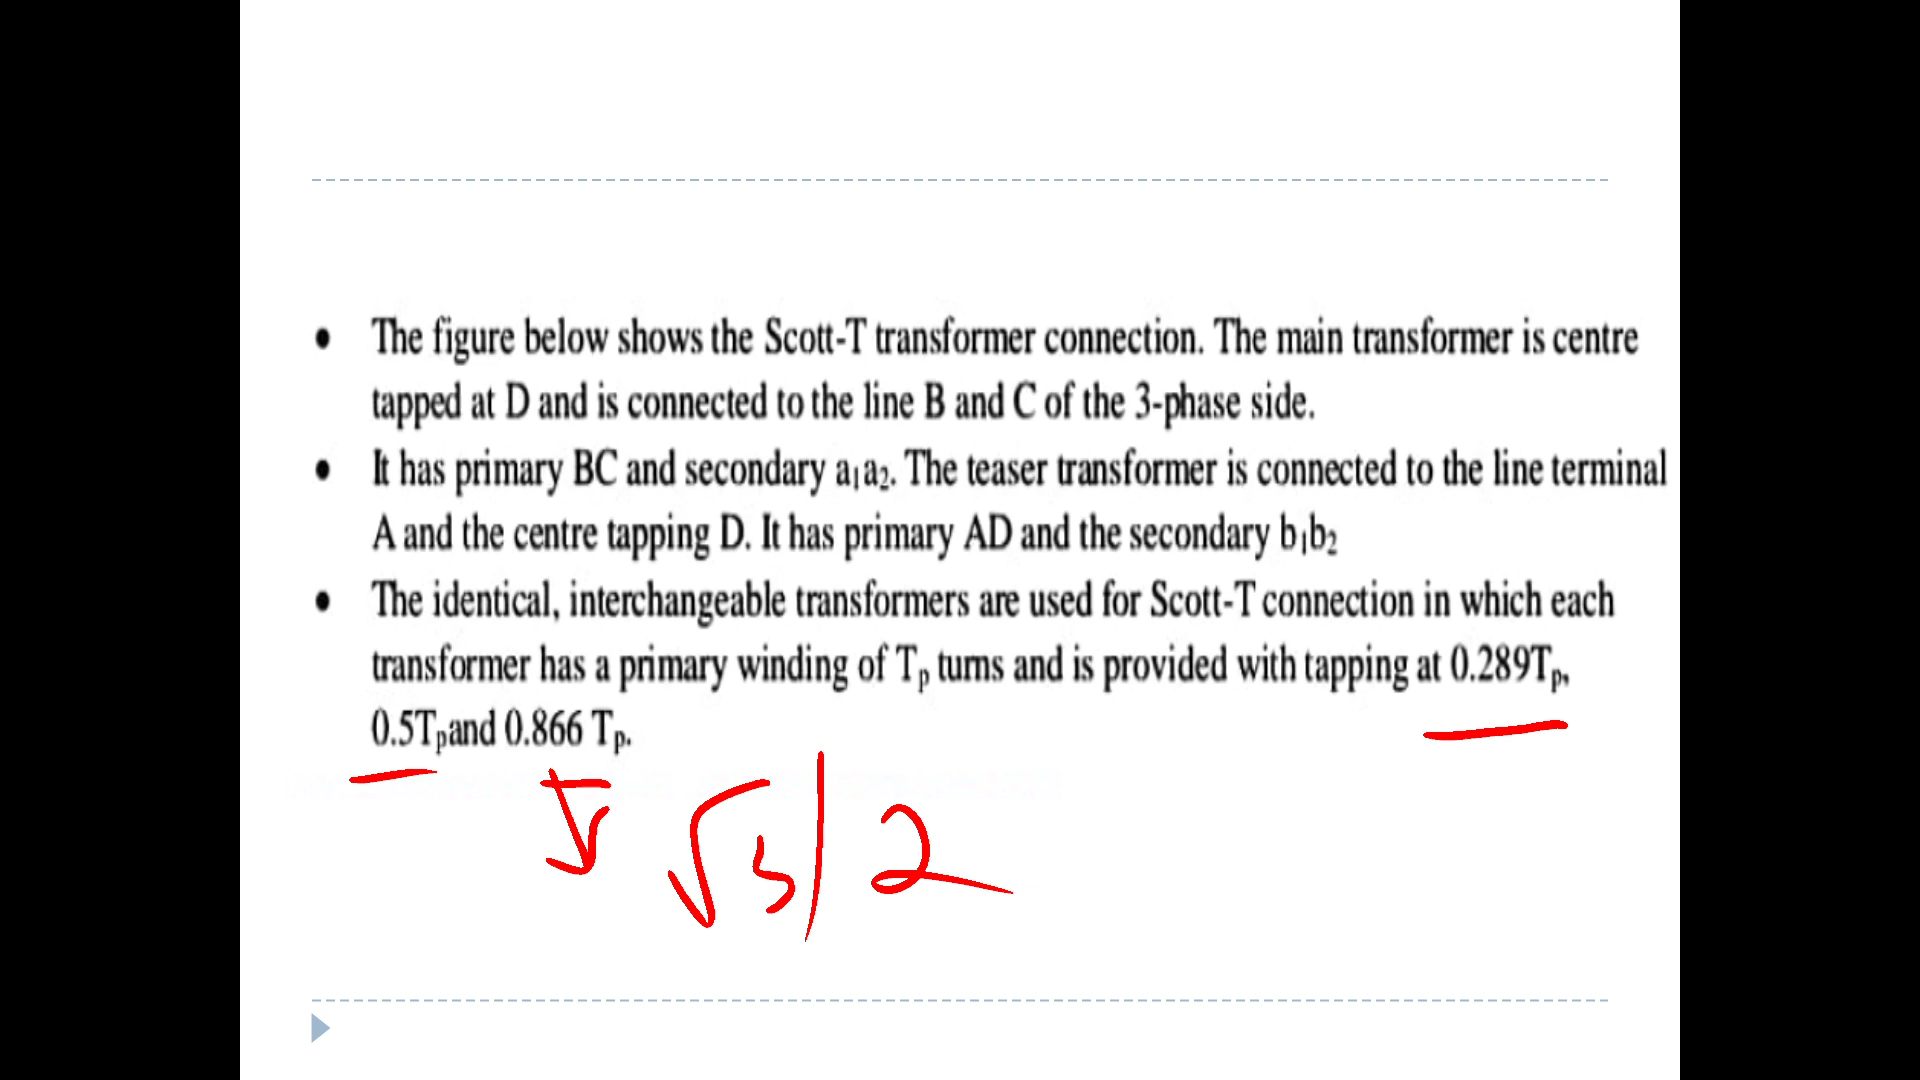 • The figure below shows the Scott-T transformer connection. The main transformer is centre
tapped at D and is connected to the line B and C of the 3-phase side.
• It has primary BC and secondary a₁a₂. The teaser transformer is connected to the line terminal
A and the centre tapping D. It has primary AD and the secondary b₁b₂
• The identical, interchangeable transformers are used for Scott-T connection in which each
transformer has a primary winding of Tₚ turns and is provided with tapping at 0.289Tₚ,
0.5Tₚand 0.866 Tₚ.
√3/2